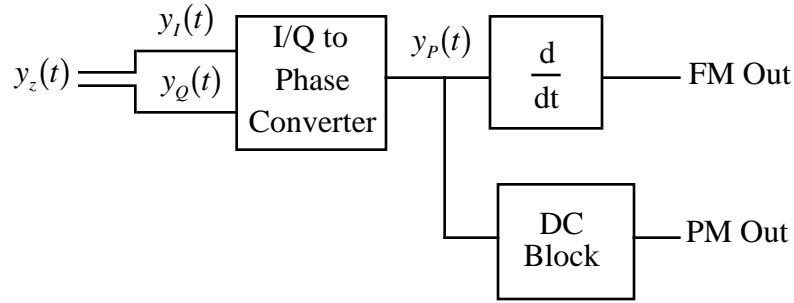 y_z(t)
y_I(t)
y_Q(t)
I/Q to
Phase
Converter
y_P(t)
d
dt
FM Out
DC
Block
PM Out